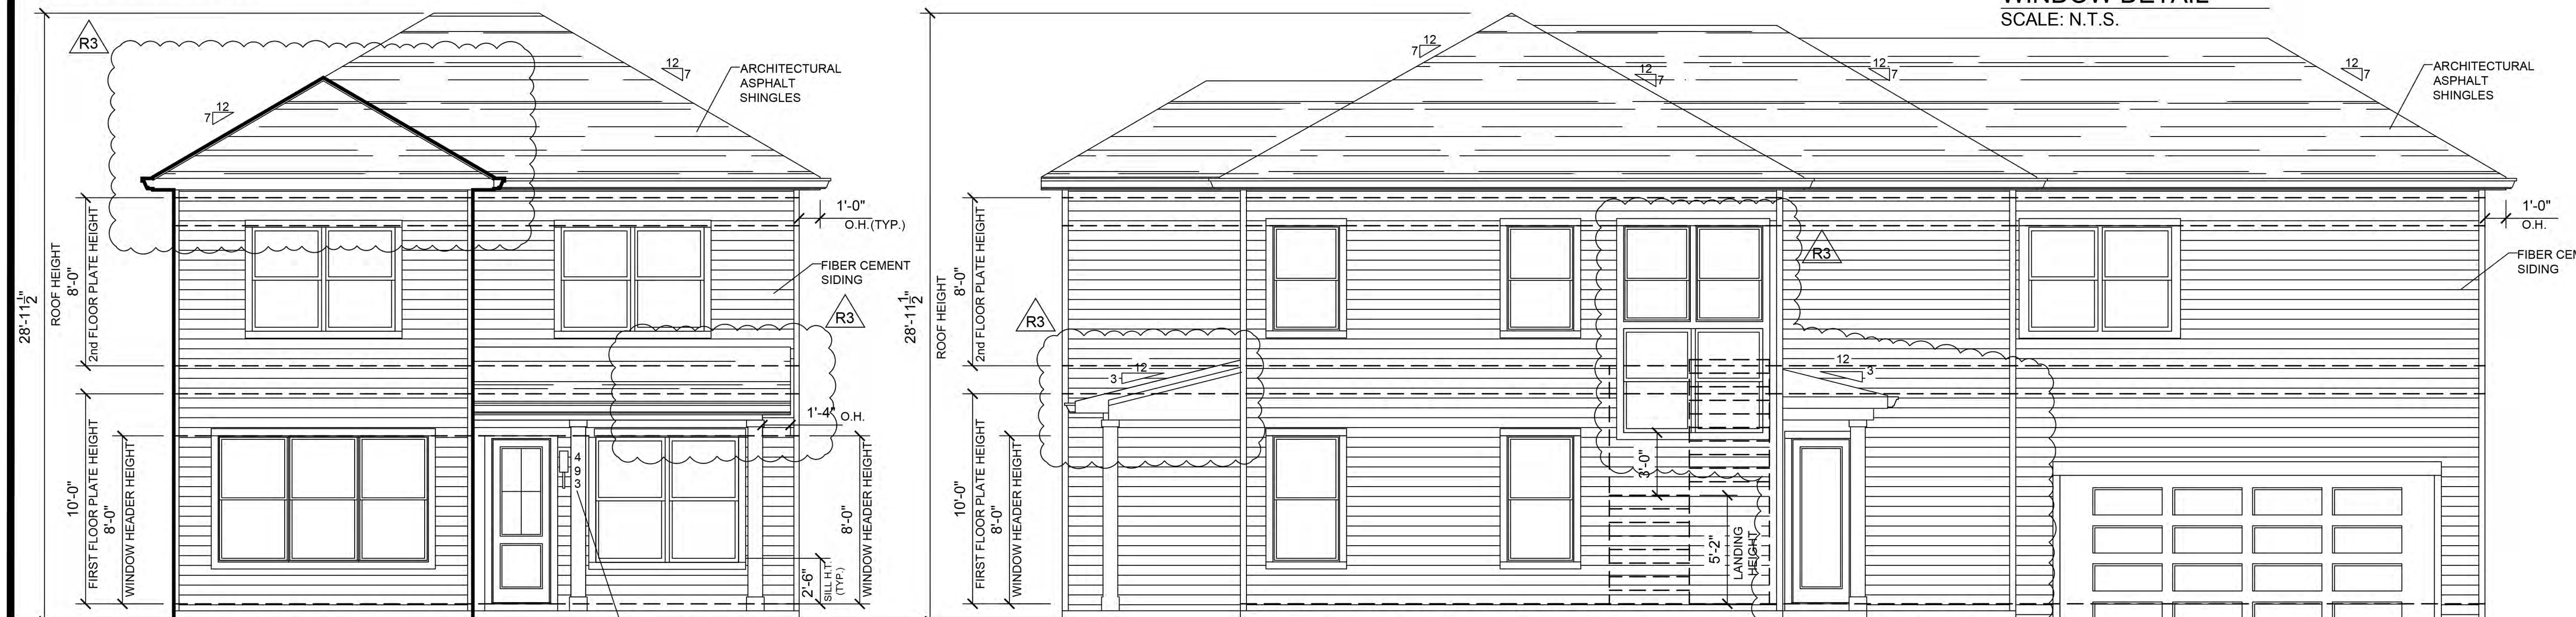 WINDOW DETAIL
SCALE: N.T.S.
R3
12
7
12
7
ARCHITECTURAL
ASPHALT
SHINGLES
28'-11 1/2"
ROOF HEIGHT
8'-0"
2nd FLOOR PLATE HEIGHT
1'-0"
O.H.(TYP.)
FIBER CEMENT
SIDING
R3
1'-4" O.H.
10'-0"
FIRST FLOOR PLATE HEIGHT
8'-0"
WINDOW HEADER HEIGHT
4
9
3
2'-6"
SILL H.T.
(TYP.)
8'-0"
WINDOW HEADER HEIGHT
28'-11 1/2"
ROOF HEIGHT
12
7
12
7
12
7
12
7
ARCHITECTURAL
ASPHALT
SHINGLES
8'-0"
2nd FLOOR PLATE HEIGHT
1'-0"
O.H.
R3
FIBER CEM
SIDING
R3
12
3
12
3
10'-0"
FIRST FLOOR PLATE HEIGHT
8'-0"
WINDOW HEADER HEIGHT
3'-0"
5'-2"
LANDING
HEIGHT